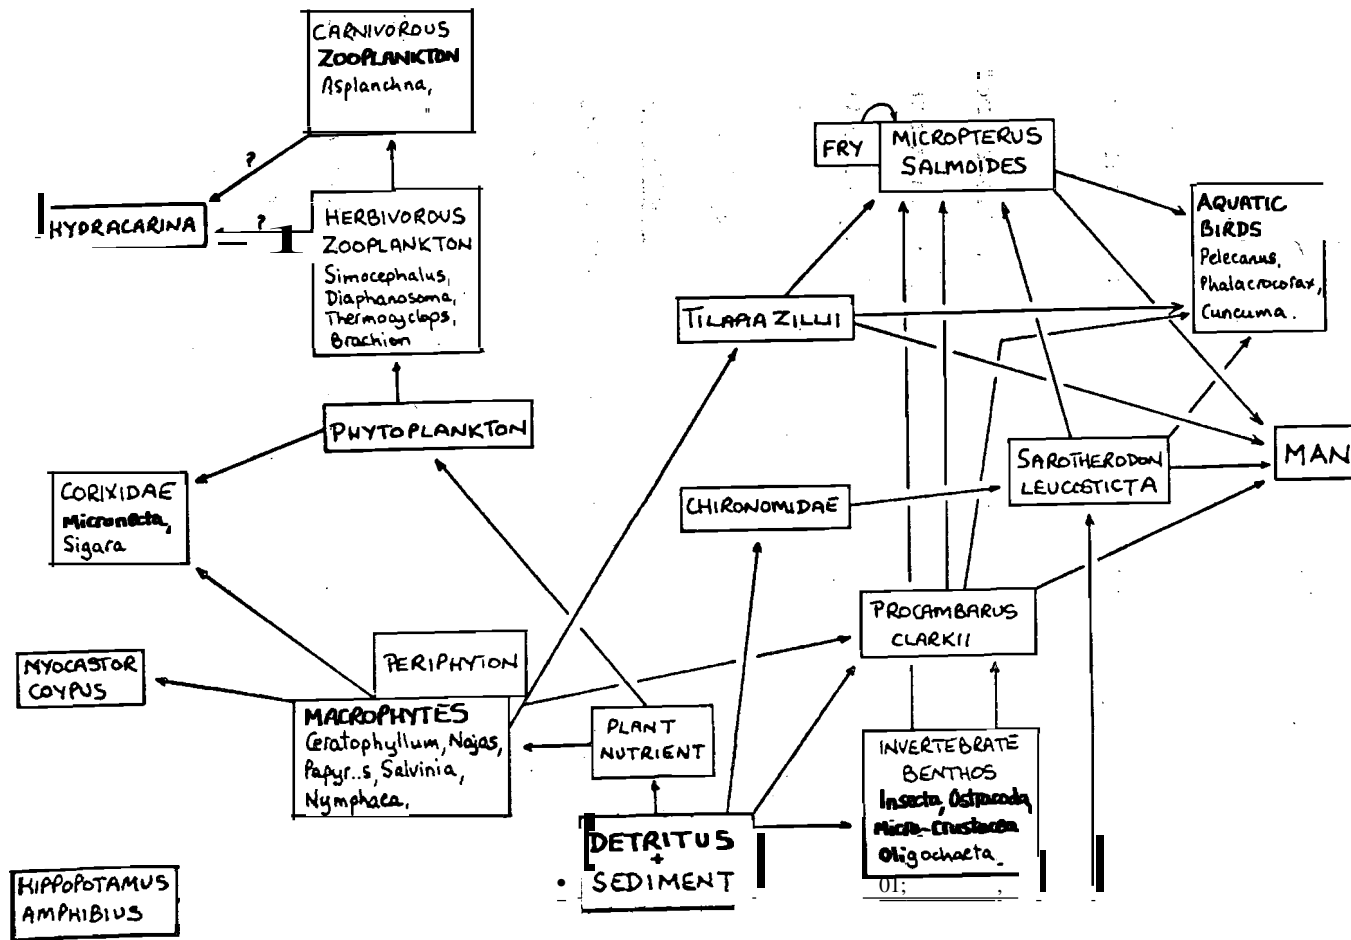 CARNIVOROUS
ZOOPLANKTON
Asplanchna,
?
HYDRACARINA
?
HERBIVOROUS
ZOOPLANKTON
Simocephalus,
Diaphanosoma,
Thermocyclops,
Brachion
PHYTOPLANKTON
CORIXIDAE
Micronecta,
Sigara
MYOCASTOR
COYPUS
PERIPHYTON
MACROPHYTES
Ceratophyllum, Najas,
Papyr..s, Salvinia,
Nymphaea,
HIPPOPOTAMUS
AMPHIBIUS
PLANT
NUTRIENT
DETRITUS
+
SEDIMENT
FRY
MICROPTERUS
SALMOIDES
TILAPIA ZILLII
CHIRONOMIDAE
SAROTHERODON
LEUCOSTICTA
PROCAMBARUS
CLARKII
INVERTEBRATE
BENTHOS
Insecta, Ostracoda,
Micro-crustacea
Oligochaeta
01; ,
AQUATIC
BIRDS
Pelecanus,
Phalacrocorax,
Cuncuma.
MAN